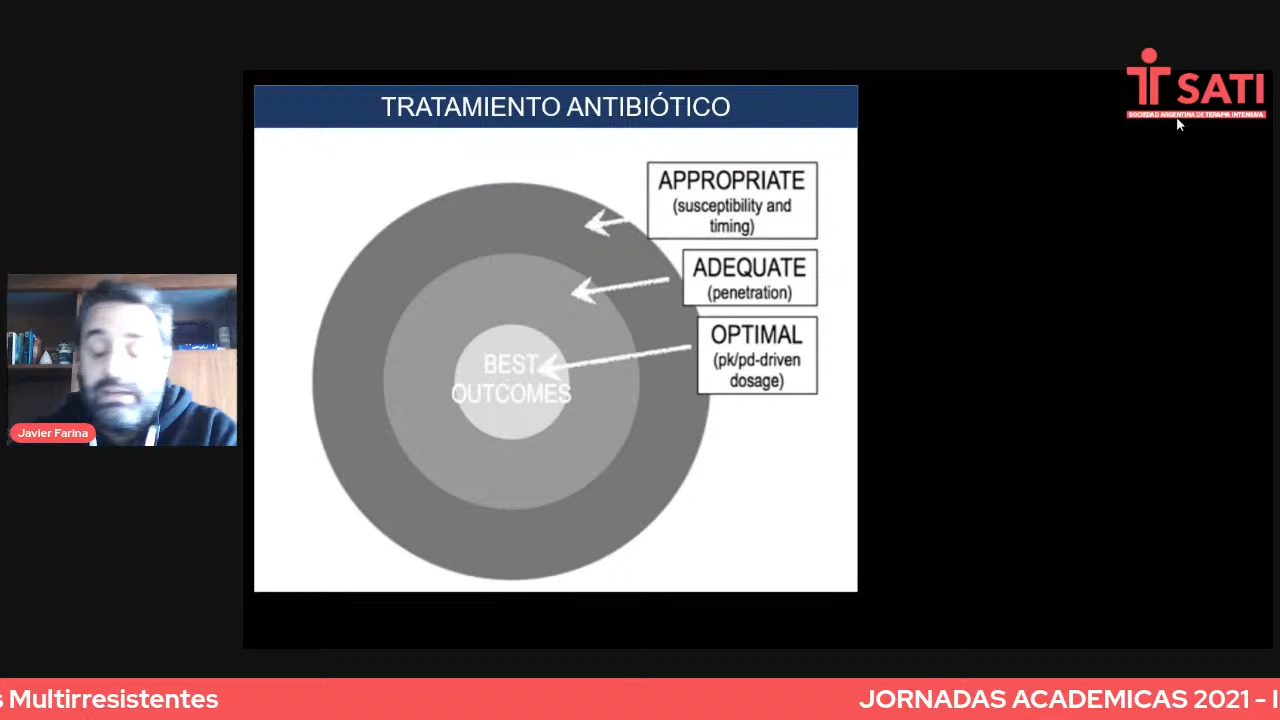 SATI
SOCIEDAD ARGENTINA DE TERAPIA INTENSIVA
TRATAMIENTO ANTIBIÓTICO
APPROPRIATE
(susceptibility and
timing)
ADEQUATE
(penetration)
OPTIMAL
(pk/pd-driven
dosage)
BEST
OUTCOMES
Javier Farina
s Multirresistentes
JORNADAS ACADEMICAS 2021 - I